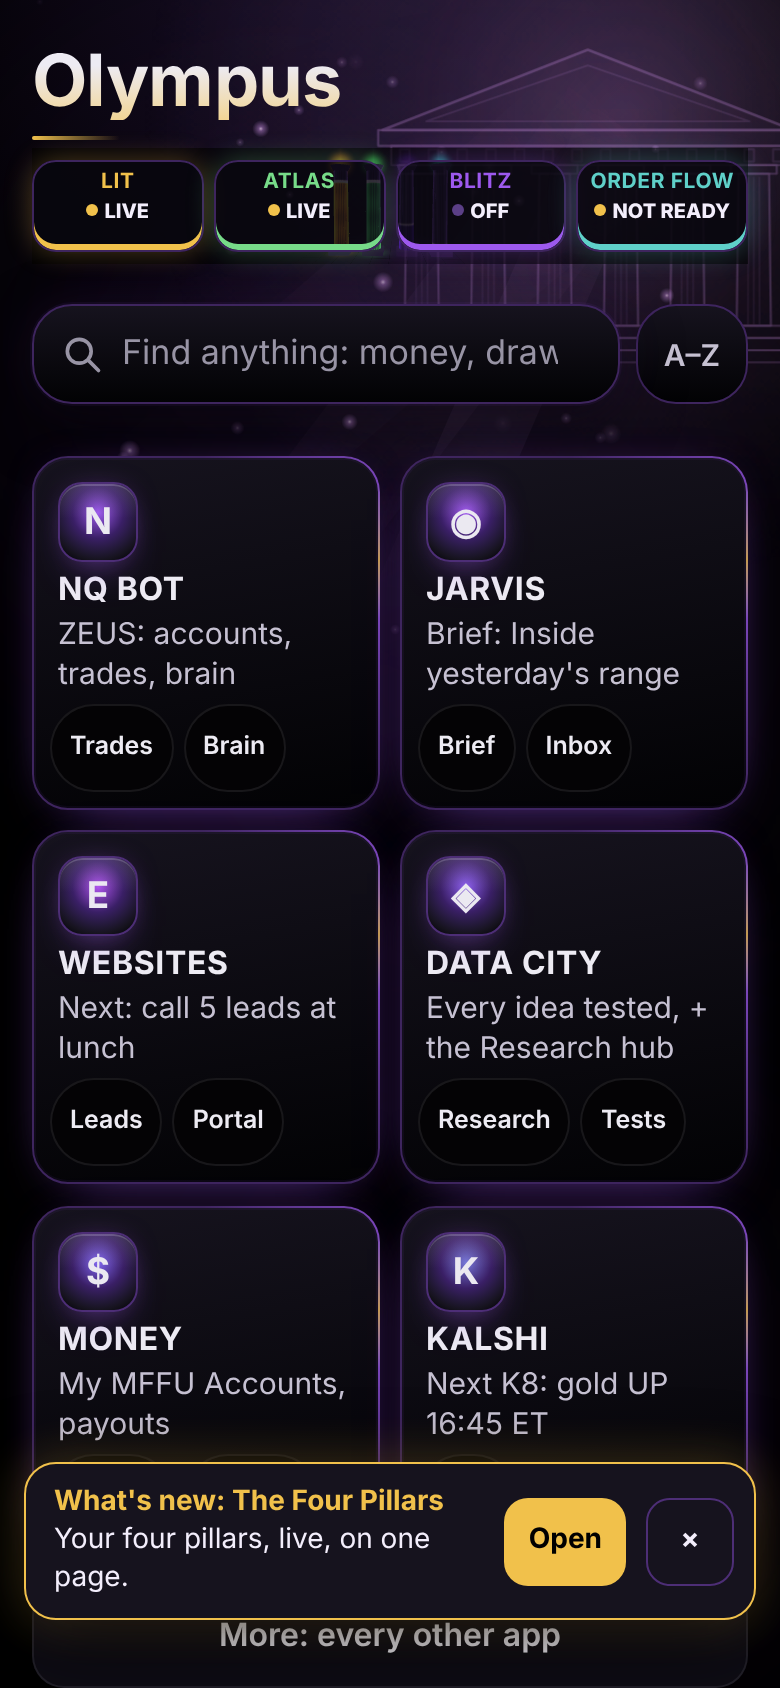 Olympus
LIT
LIVE
ATLAS
LIVE
BLITZ
OFF
ORDER FLOW
NOT READY
Find anything: money, draw
A–Z
N
NQ BOT
ZEUS: accounts,
trades, brain
Trades
Brain
JARVIS
Brief: Inside
yesterday's range
Brief
Inbox
E
WEBSITES
Next: call 5 leads at
lunch
Leads
Portal
DATA CITY
Every idea tested, +
the Research hub
Research
Tests
$
MONEY
My MFFU Accounts,
payouts
K
KALSHI
Next K8: gold UP
16:45 ET
What's new: The Four Pillars
Your four pillars, live, on one
page.
Open
×
More: every other app